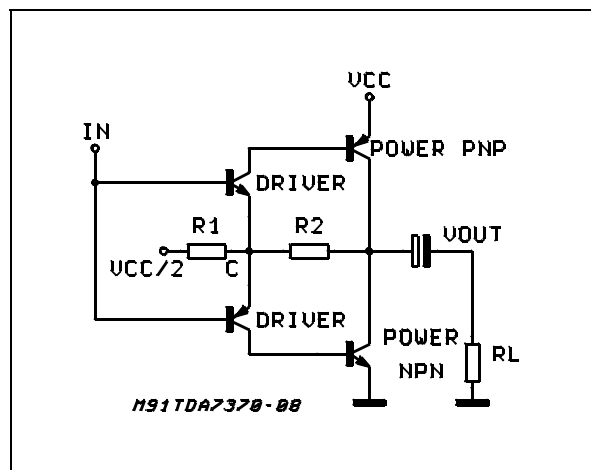 VCC
IN
POWER PNP
DRIVER
R1
R2
VOUT
VCC/2
C
DRIVER
POWER
NPN
RL
M91TDA7370-08